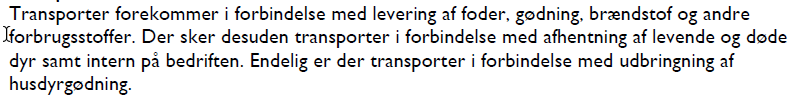 Transporter forekommer i forbindelse med levering af foder, gødning, brændstof og andre
forbrugsstoffer. Der sker desuden transporter i forbindelse med afhentning af levende og døde
dyr samt intern på bedriften. Endelig er der transporter i forbindelse med udbringning af
husdyrgødning.